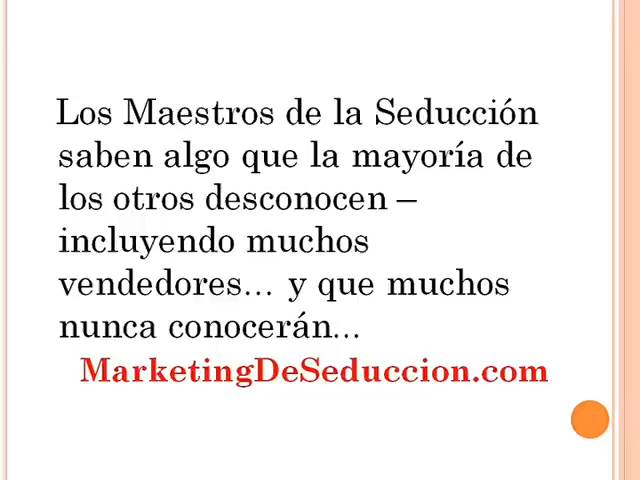 Los Maestros de la Seducción
saben algo que la mayoría de
los otros desconocen –
incluyendo muchos
vendedores... y que muchos
nunca conocerán...
MarketingDeSeduccion.com